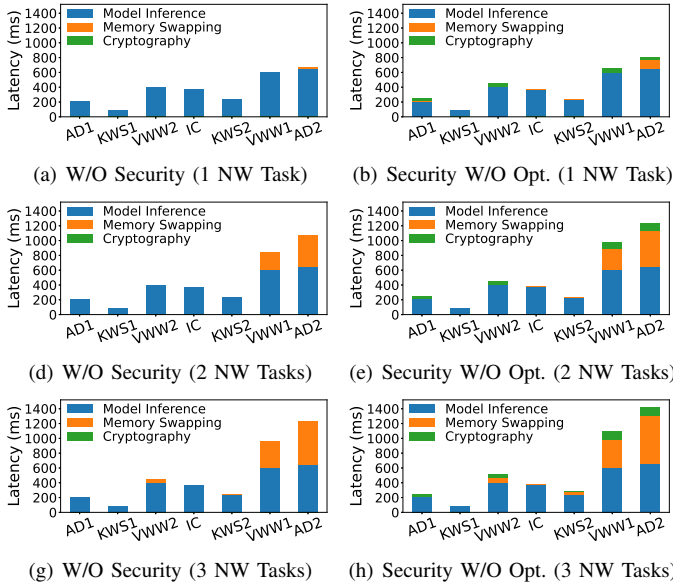 1400
1200
1000
800
600
400
200
0
Latency (ms)
Model Inference
Memory Swapping
Cryptography
AD1 KWS1 VWW2 IC KWS2 VWW1 AD2
(a) W/O Security (1 NW Task)
1400
1200
1000
800
600
400
200
0
Latency (ms)
Model Inference
Memory Swapping
Cryptography
AD1 KWS1 VWW2 IC KWS2 VWW1 AD2
(b) Security W/O Opt. (1 NW Task)
1400
1200
1000
800
600
400
200
0
Latency (ms)
Model Inference
Memory Swapping
Cryptography
AD1 KWS1 VWW2 IC KWS2 VWW1 AD2
(d) W/O Security (2 NW Tasks)
1400
1200
1000
800
600
400
200
0
Latency (ms)
Model Inference
Memory Swapping
Cryptography
AD1 KWS1 VWW2 IC KWS2 VWW1 AD2
(e) Security W/O Opt. (2 NW Tasks)
1400
1200
1000
800
600
400
200
0
Latency (ms)
Model Inference
Memory Swapping
Cryptography
AD1 KWS1 VWW2 IC KWS2 VWW1 AD2
(g) W/O Security (3 NW Tasks)
1400
1200
1000
800
600
400
200
0
Latency (ms)
Model Inference
Memory Swapping
Cryptography
AD1 KWS1 VWW2 IC KWS2 VWW1 AD2
(h) Security W/O Opt. (3 NW Tasks)